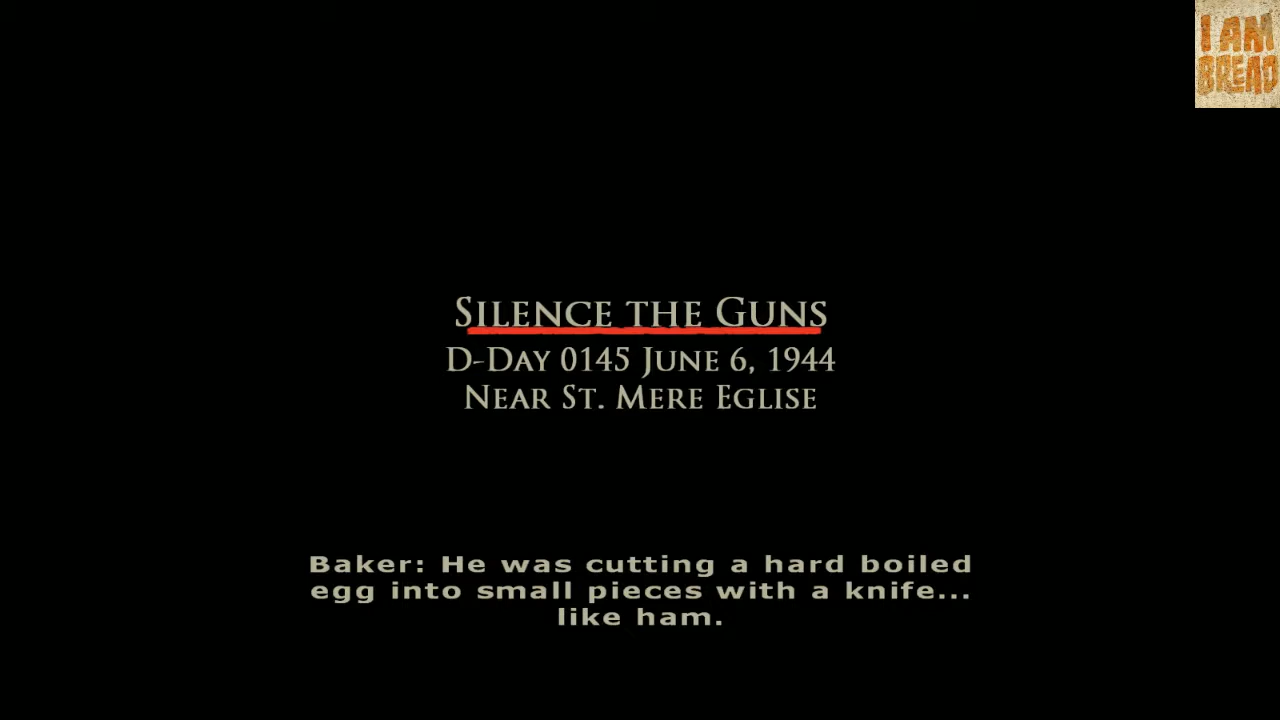 I AM
BREAD
Silence the Guns
D-Day 0145 June 6, 1944
Near St. Mere Eglise
Baker: He was cutting a hard boiled
egg into small pieces with a knife...
like ham.